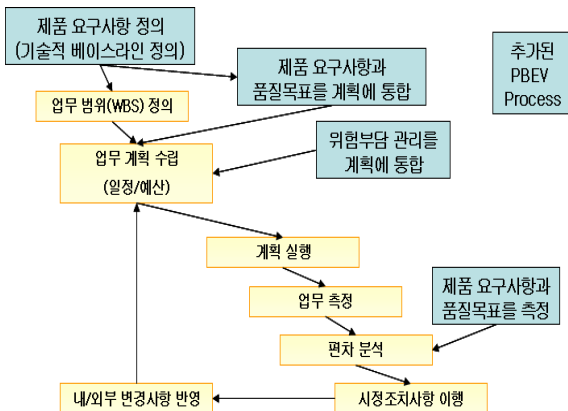 제품 요구사항 정의
(기술적 베이스라인 정의)
추가된
PBEV
Process
제품 요구사항과
품질목표를 계획에 통합
업무 범위(WBS) 정의
위험부담 관리를
계획에 통합
업무 계획 수립
(일정/예산)
계획 실행
제품 요구사항과
품질목표를 측정
업무 측정
편차 분석
내/외부 변경사항 반영
시정조치사항 이행